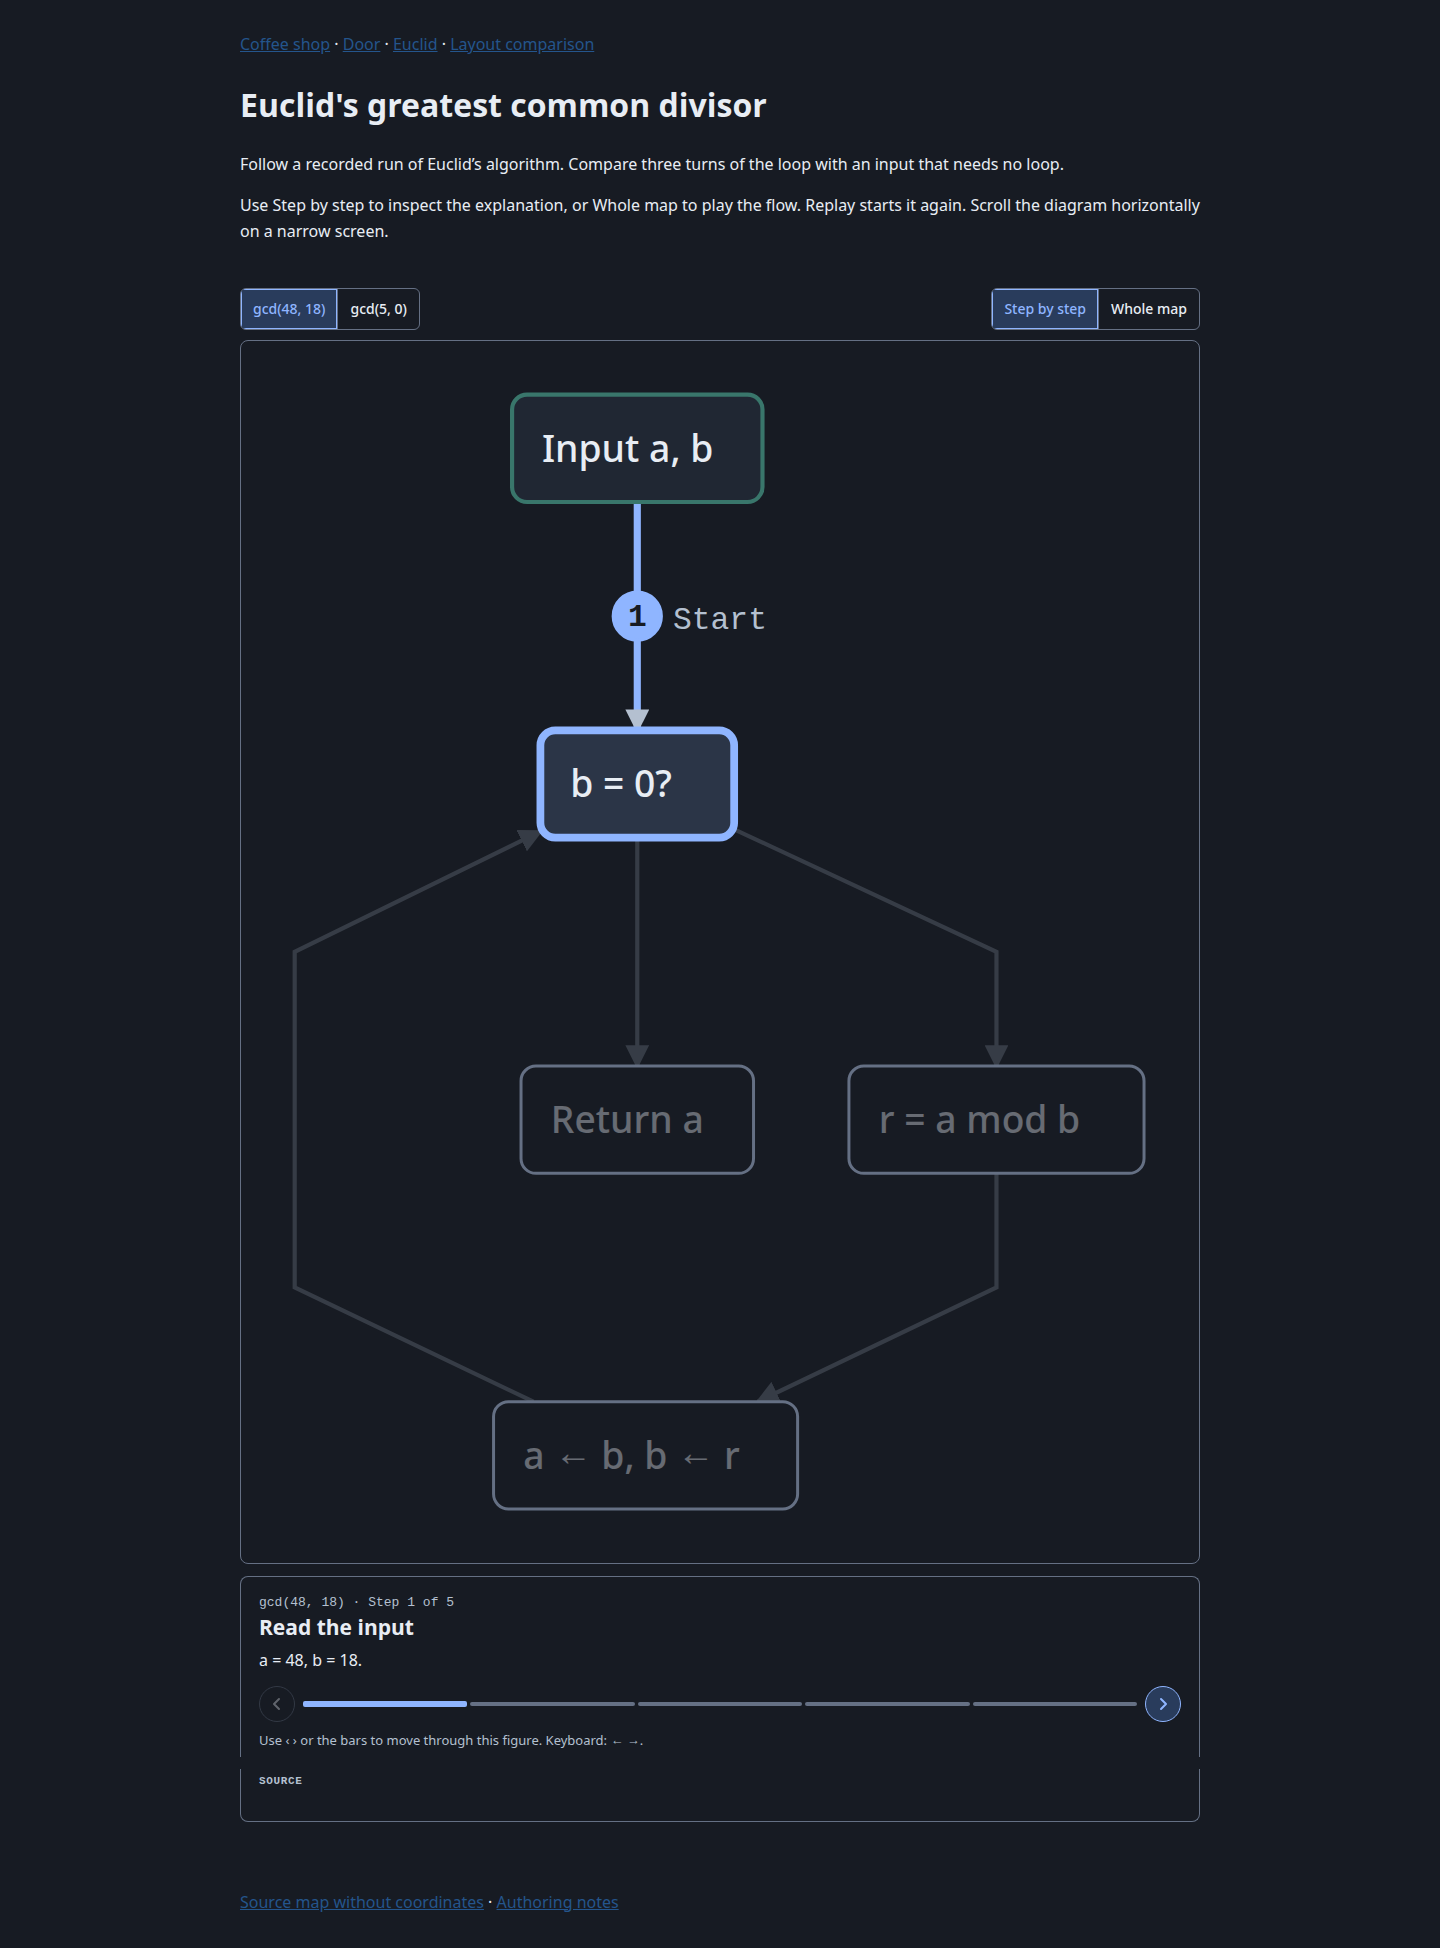 Coffee shop · Door · Euclid · Layout comparison
Euclid's greatest common divisor
Follow a recorded run of Euclid’s algorithm. Compare three turns of the loop with an input that needs no loop.
Use Step by step to inspect the explanation, or Whole map to play the flow. Replay starts it again. Scroll the diagram horizontally
on a narrow screen.
gcd(48, 18) gcd(5, 0) Step by step Whole map
Input a, b
1 Start
b = 0?
Return a r = a mod b
a ← b, b ← r
gcd(48, 18) · Step 1 of 5
Read the input
a = 48, b = 18.
Use ‹ › or the bars to move through this figure. Keyboard: ← →.
SOURCE
Source map without coordinates · Authoring notes